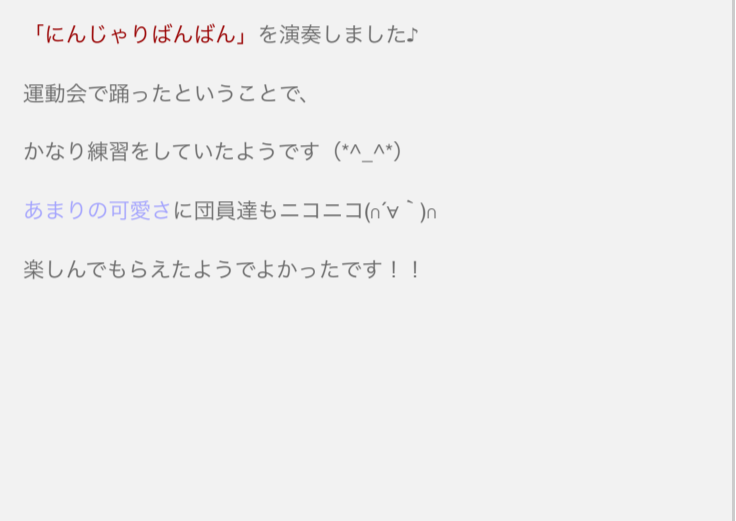 「にんじゃりばんばん」を演奏しました♪
運動会で踊ったということで、
かなり練習をしていたようです（*^_^*）
あまりの可愛さに団員達もニコニコ(∩´∀｀)∩
楽しんでもらえたようでよかったです！！